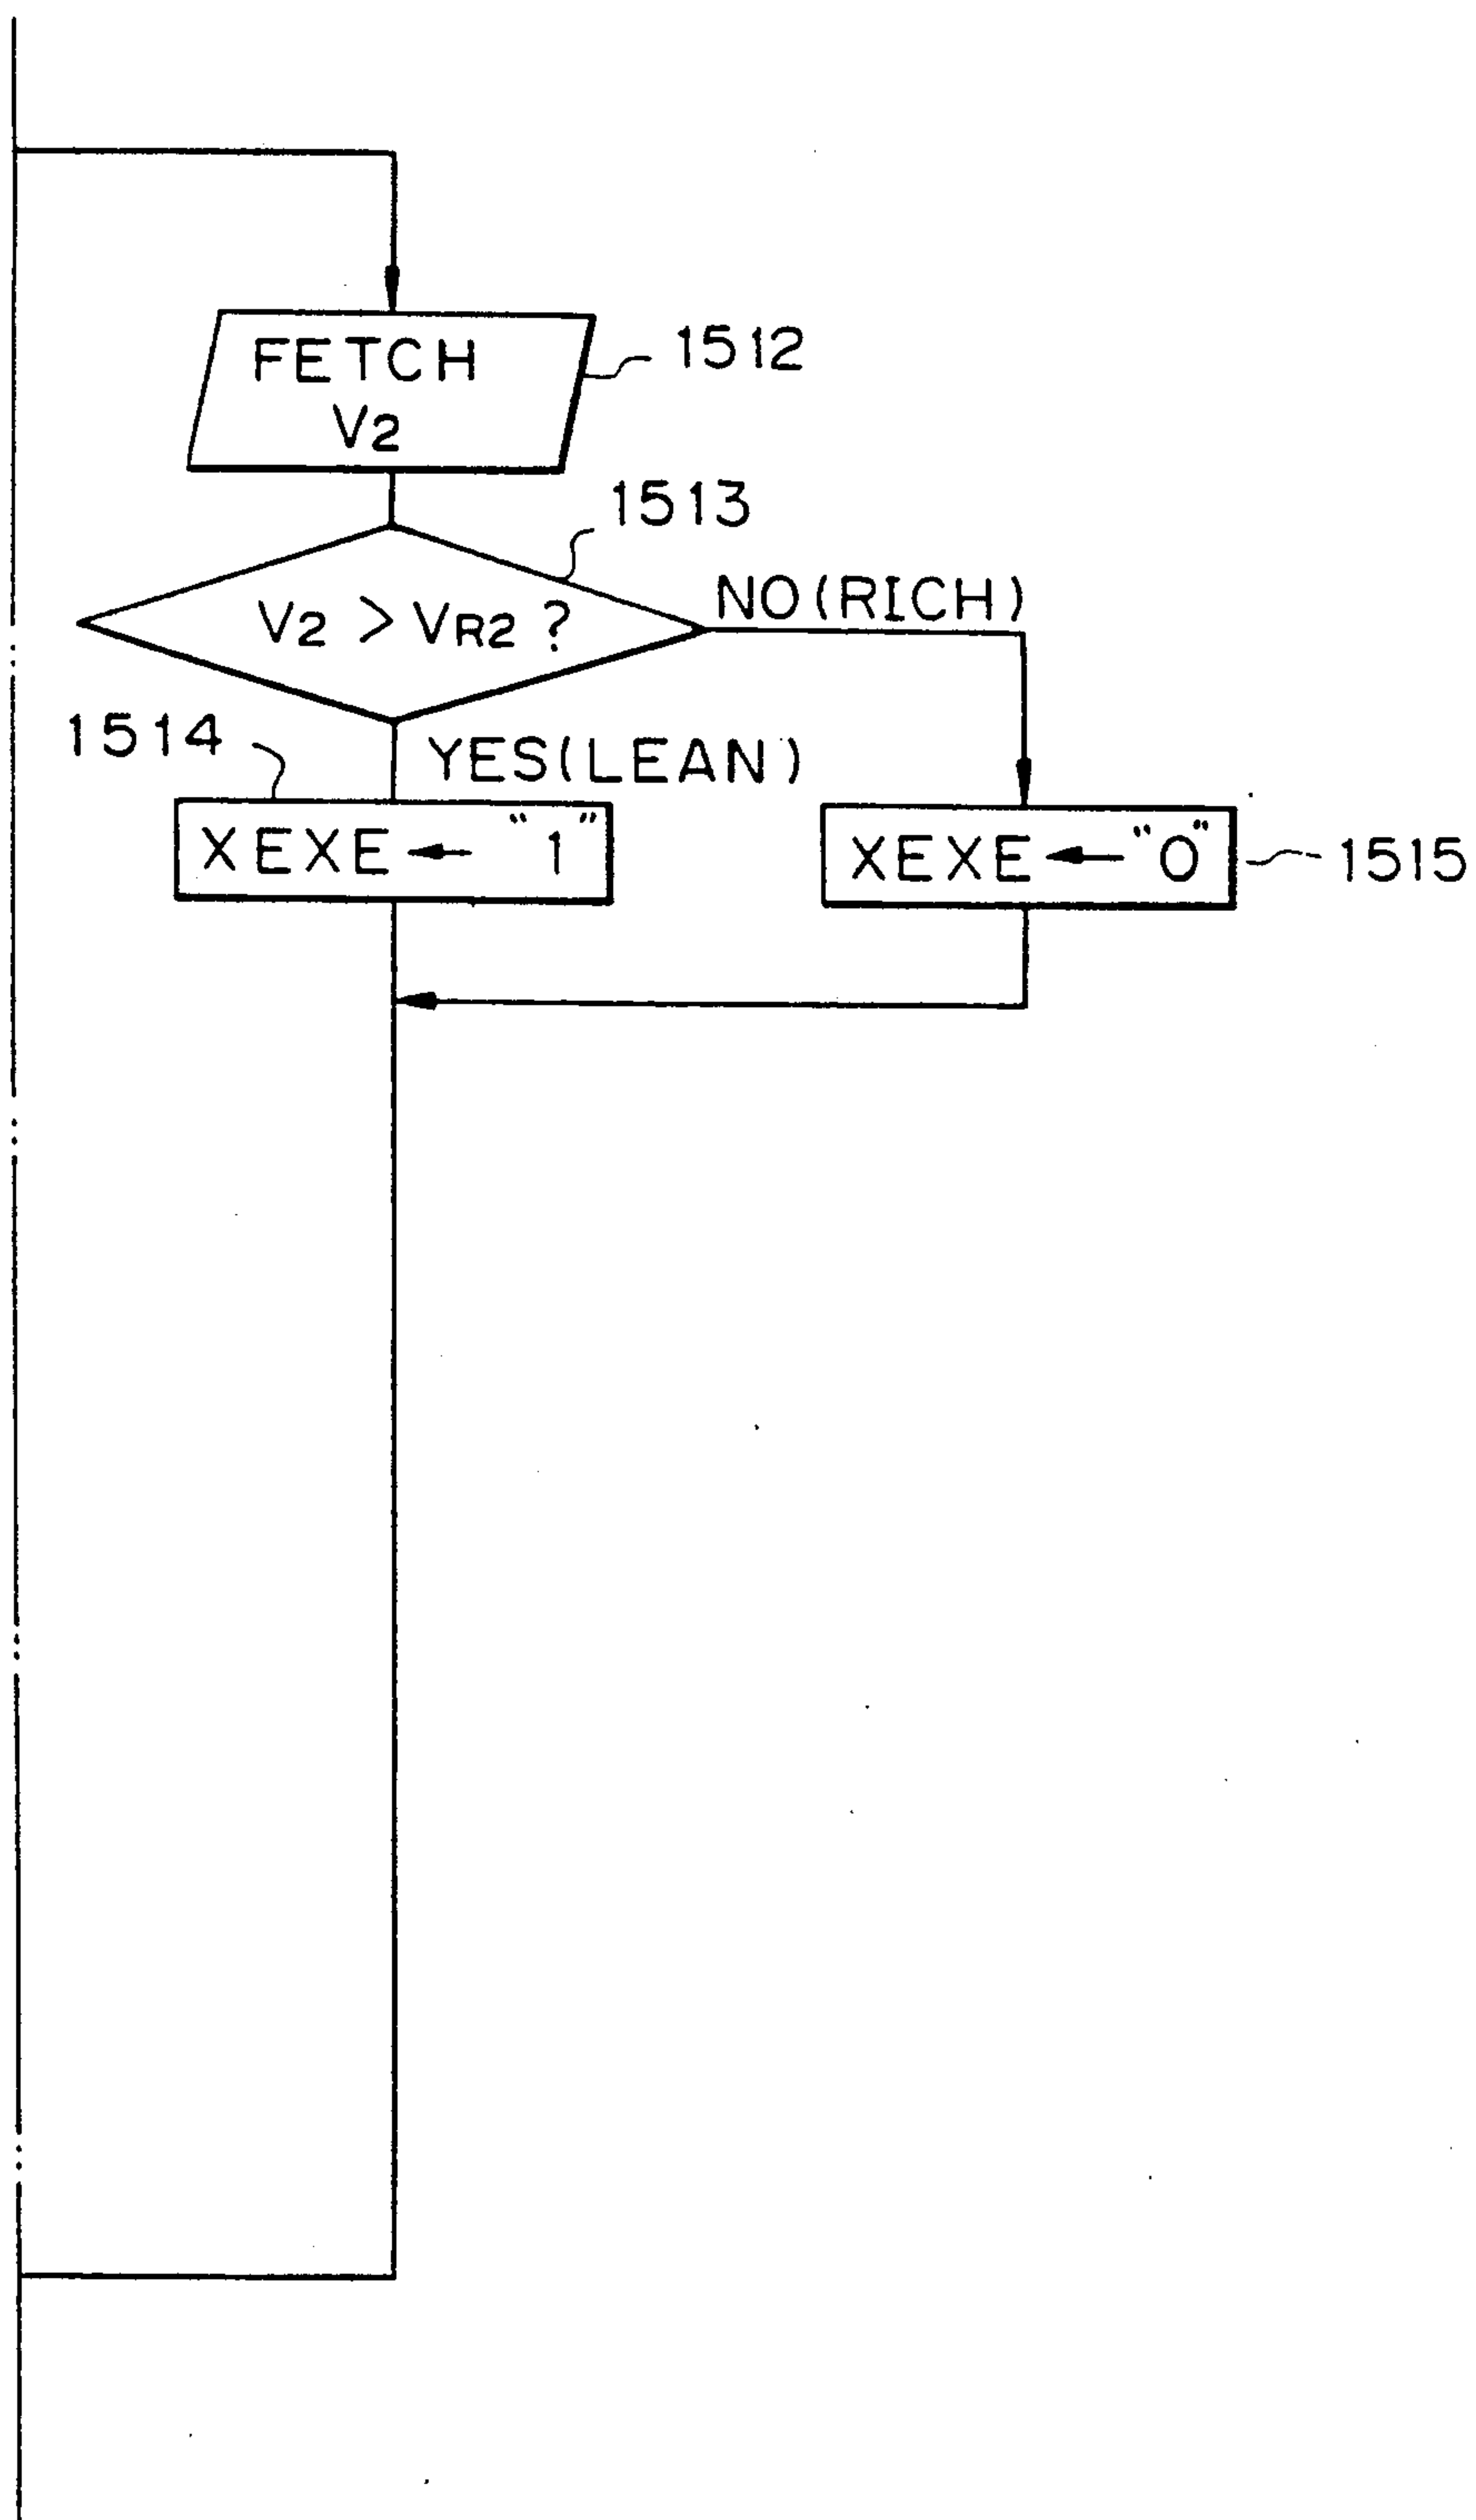 FETCH
V2
1512
1513
V2 > VR2 ?
NO(RICH)
1514
YES(LEAN)
XEXE ← "1"
XEXE ← "0"
1515